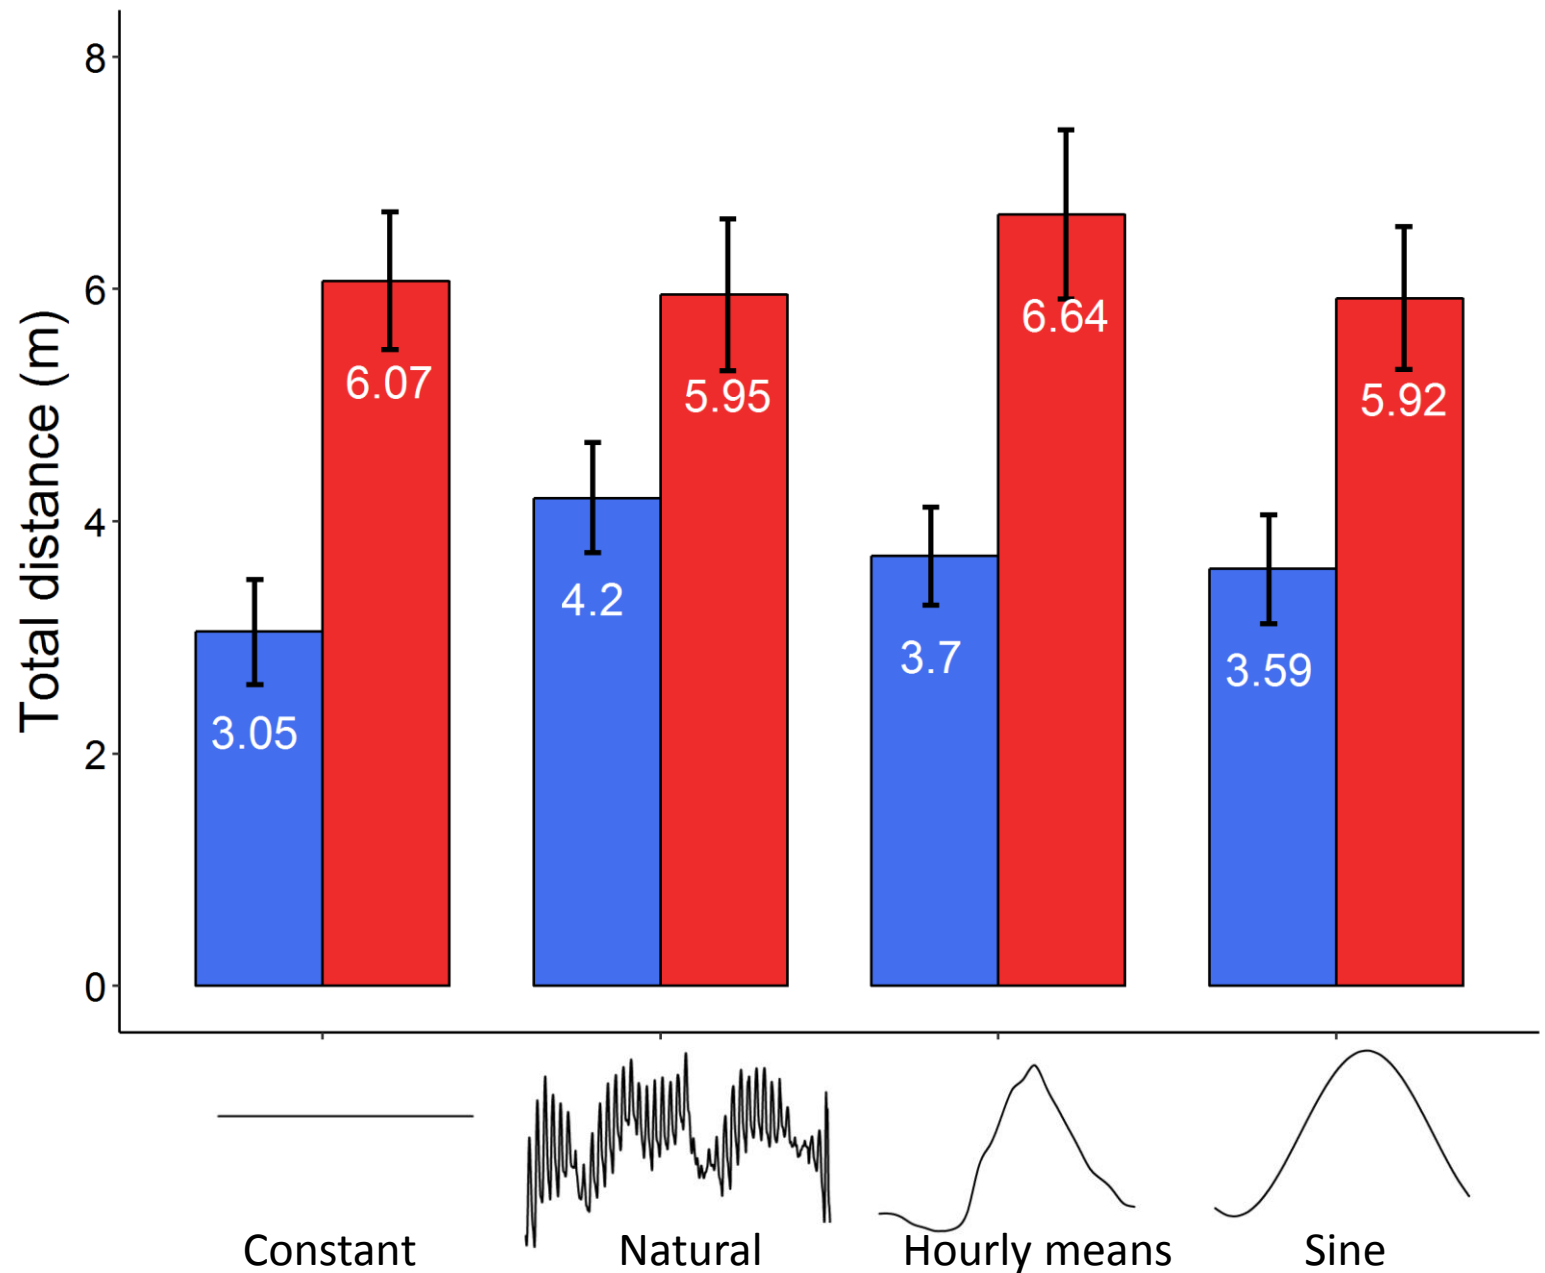 Total distance (m)
8
6
4
2
0
3.05
6.07
4.2
5.95
3.7
6.64
3.59
5.92
Constant
Natural
Hourly means
Sine